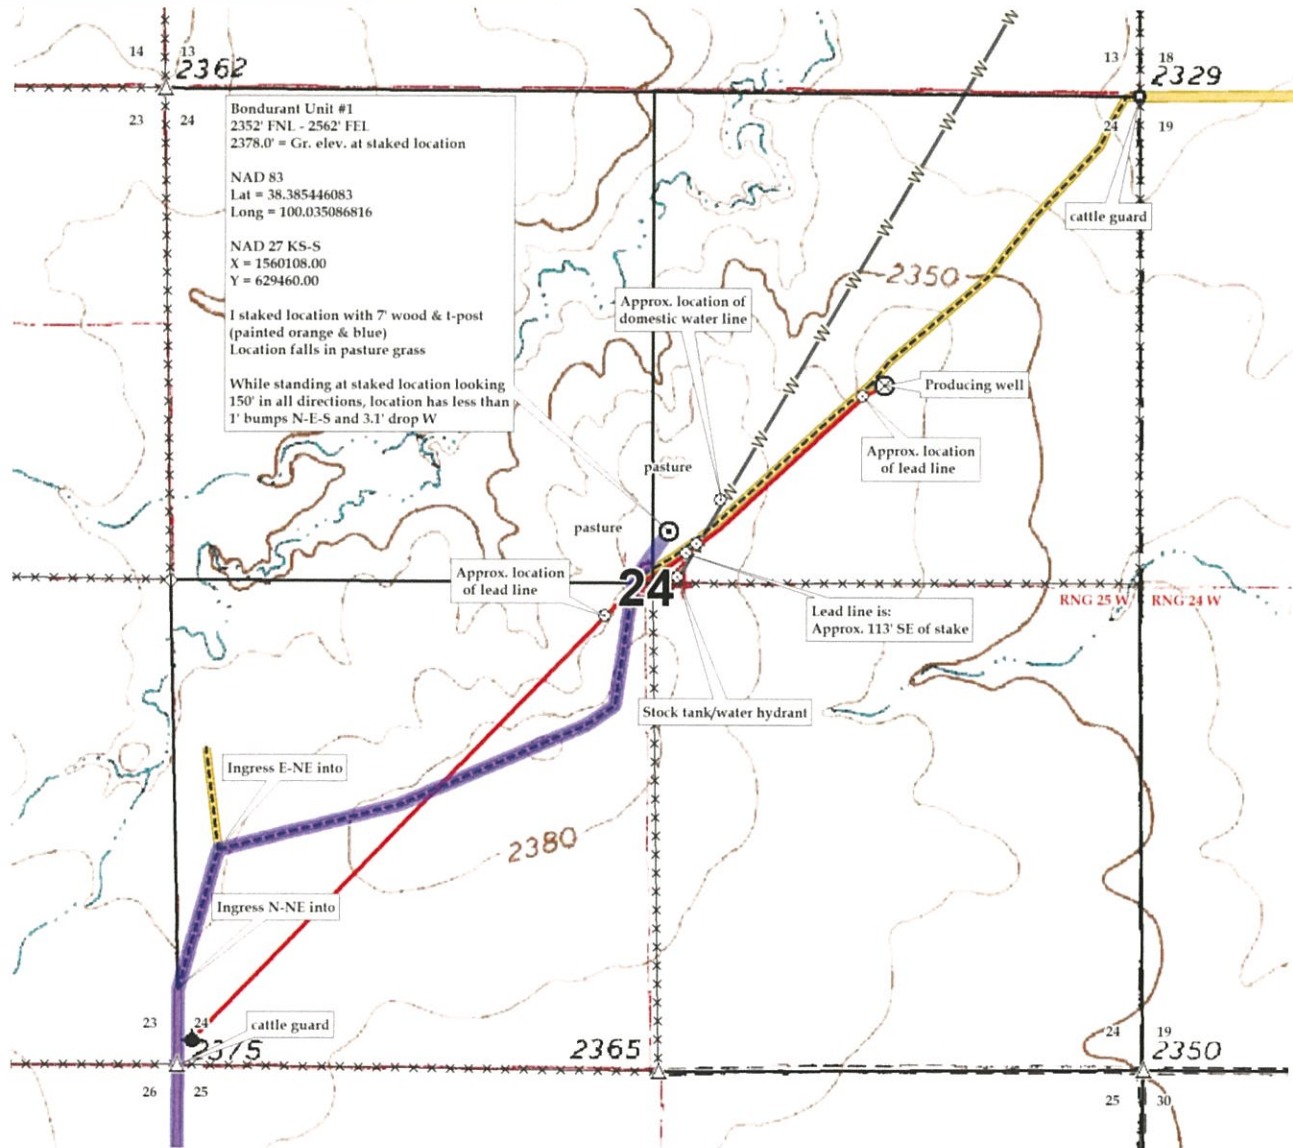 14 13
13 18
2362
2329
23 24
24 19
Bondurant Unit #1
2352' FNL - 2562' FEL
2378.0' = Gr. elev. at staked location
NAD 83
Lat = 38.385446083
Long = 100.035086816
NAD 27 KS-S
X = 1560108.00
Y = 629460.00
I staked location with 7' wood & t-post
(painted orange & blue)
Location falls in pasture grass
While standing at staked location looking
150' in all directions, location has less than
1' bumps N-E-S and 3.1' drop W
W
W
W
W
W
W
W
W
W
W
cattle guard
2350
Approx. location of
domestic water line
Producing well
Approx. location
of lead line
pasture
pasture
Approx. location
of lead line
24
RNG 25 W RNG 24 W
Lead line is:
Approx. 113' SE of stake
Stock tank/water hydrant
Ingress E-NE into
2380
Ingress N-NE into
23 24
cattle guard
24 19
2375
2365
2350
26 25
25 30